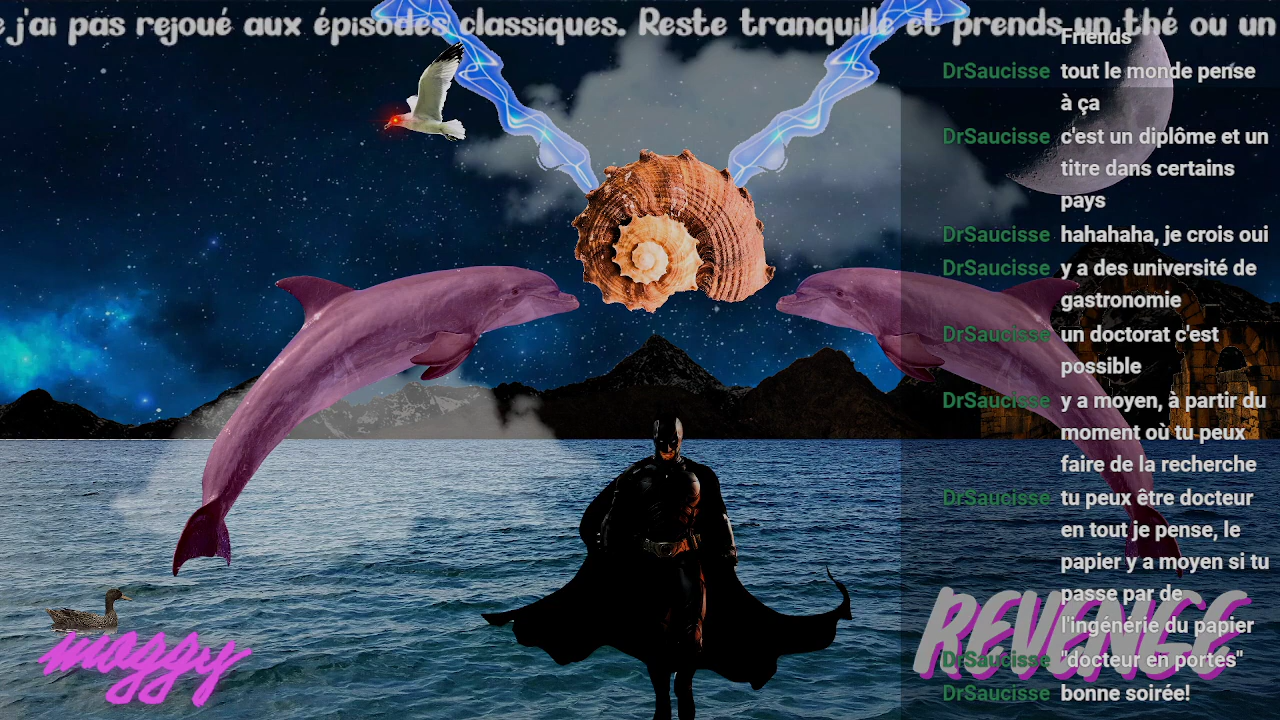 j'ai pas rejoué aux épisodes classiques. Reste tranquille et prends un thé ou un
Friends
DrSaucisse tout le monde pense
à ça
DrSaucisse c'est un diplôme et un
titre dans certains
pays
DrSaucisse hahahaha, je crois oui
DrSaucisse y a des université de
gastronomie
DrSaucisse un doctorat c'est
possible
DrSaucisse y a moyen, à partir du
moment où tu peux
faire de la recherche
DrSaucisse tu peux être docteur
en tout je pense, le
papier y a moyen si tu
passe par de
l'ingénérie du papier
DrSaucisse "docteur en portes"
DrSaucisse bonne soirée!
moggy
REVENGE